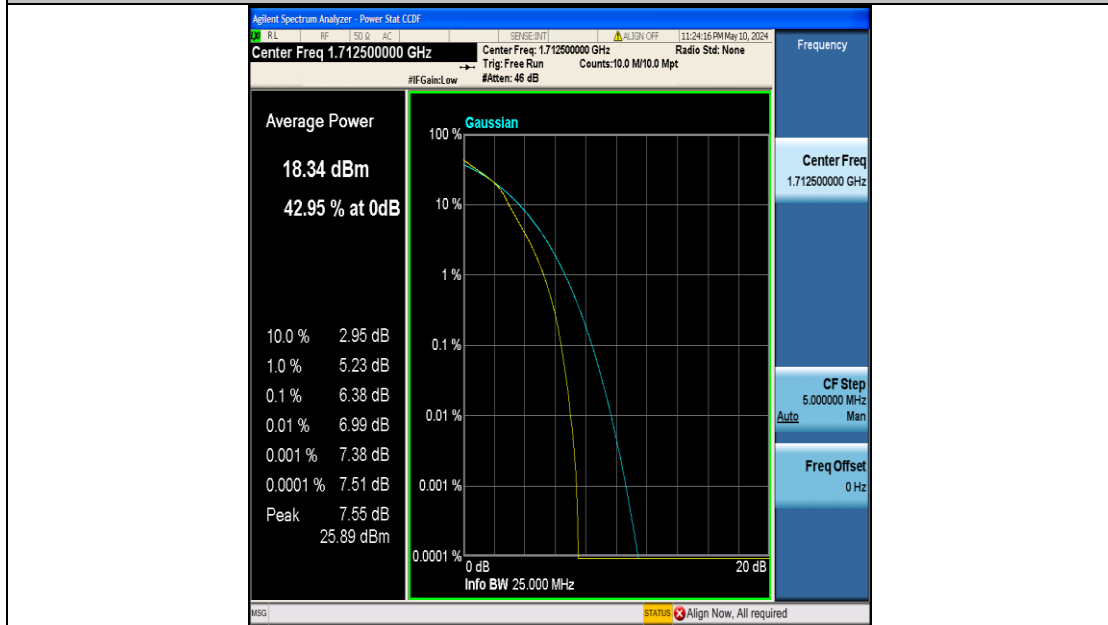 Agilent Spectrum Analyzer - Power Stat CCDF
RL RF 50 Ω AC SENSE:INT ALIGN OFF 11:24:16 PM May 10, 2024
Center Freq 1.712500000 GHz
Center Freq: 1.712500000 GHz Radio Std: None
Trig: Free Run Counts:10.0 M/10.0 Mpt
#IFGain:Low #Atten: 46 dB
Frequency
Average Power
18.34 dBm
42.95 % at 0dB
10.0 % 2.95 dB
1.0 % 5.23 dB
0.1 % 6.38 dB
0.01 % 6.99 dB
0.001 % 7.38 dB
0.0001 % 7.51 dB
Peak 7.55 dB
25.89 dBm
Gaussian
100 %
10 %
1 %
0.1 %
0.01 %
0.001 %
0.0001 %
0 dB 20 dB
Info BW 25.000 MHz
Center Freq
1.712500000 GHz
CF Step
5.000000 MHz
Auto Man
Freq Offset
0 Hz
MSG STATUS Align Now, All required